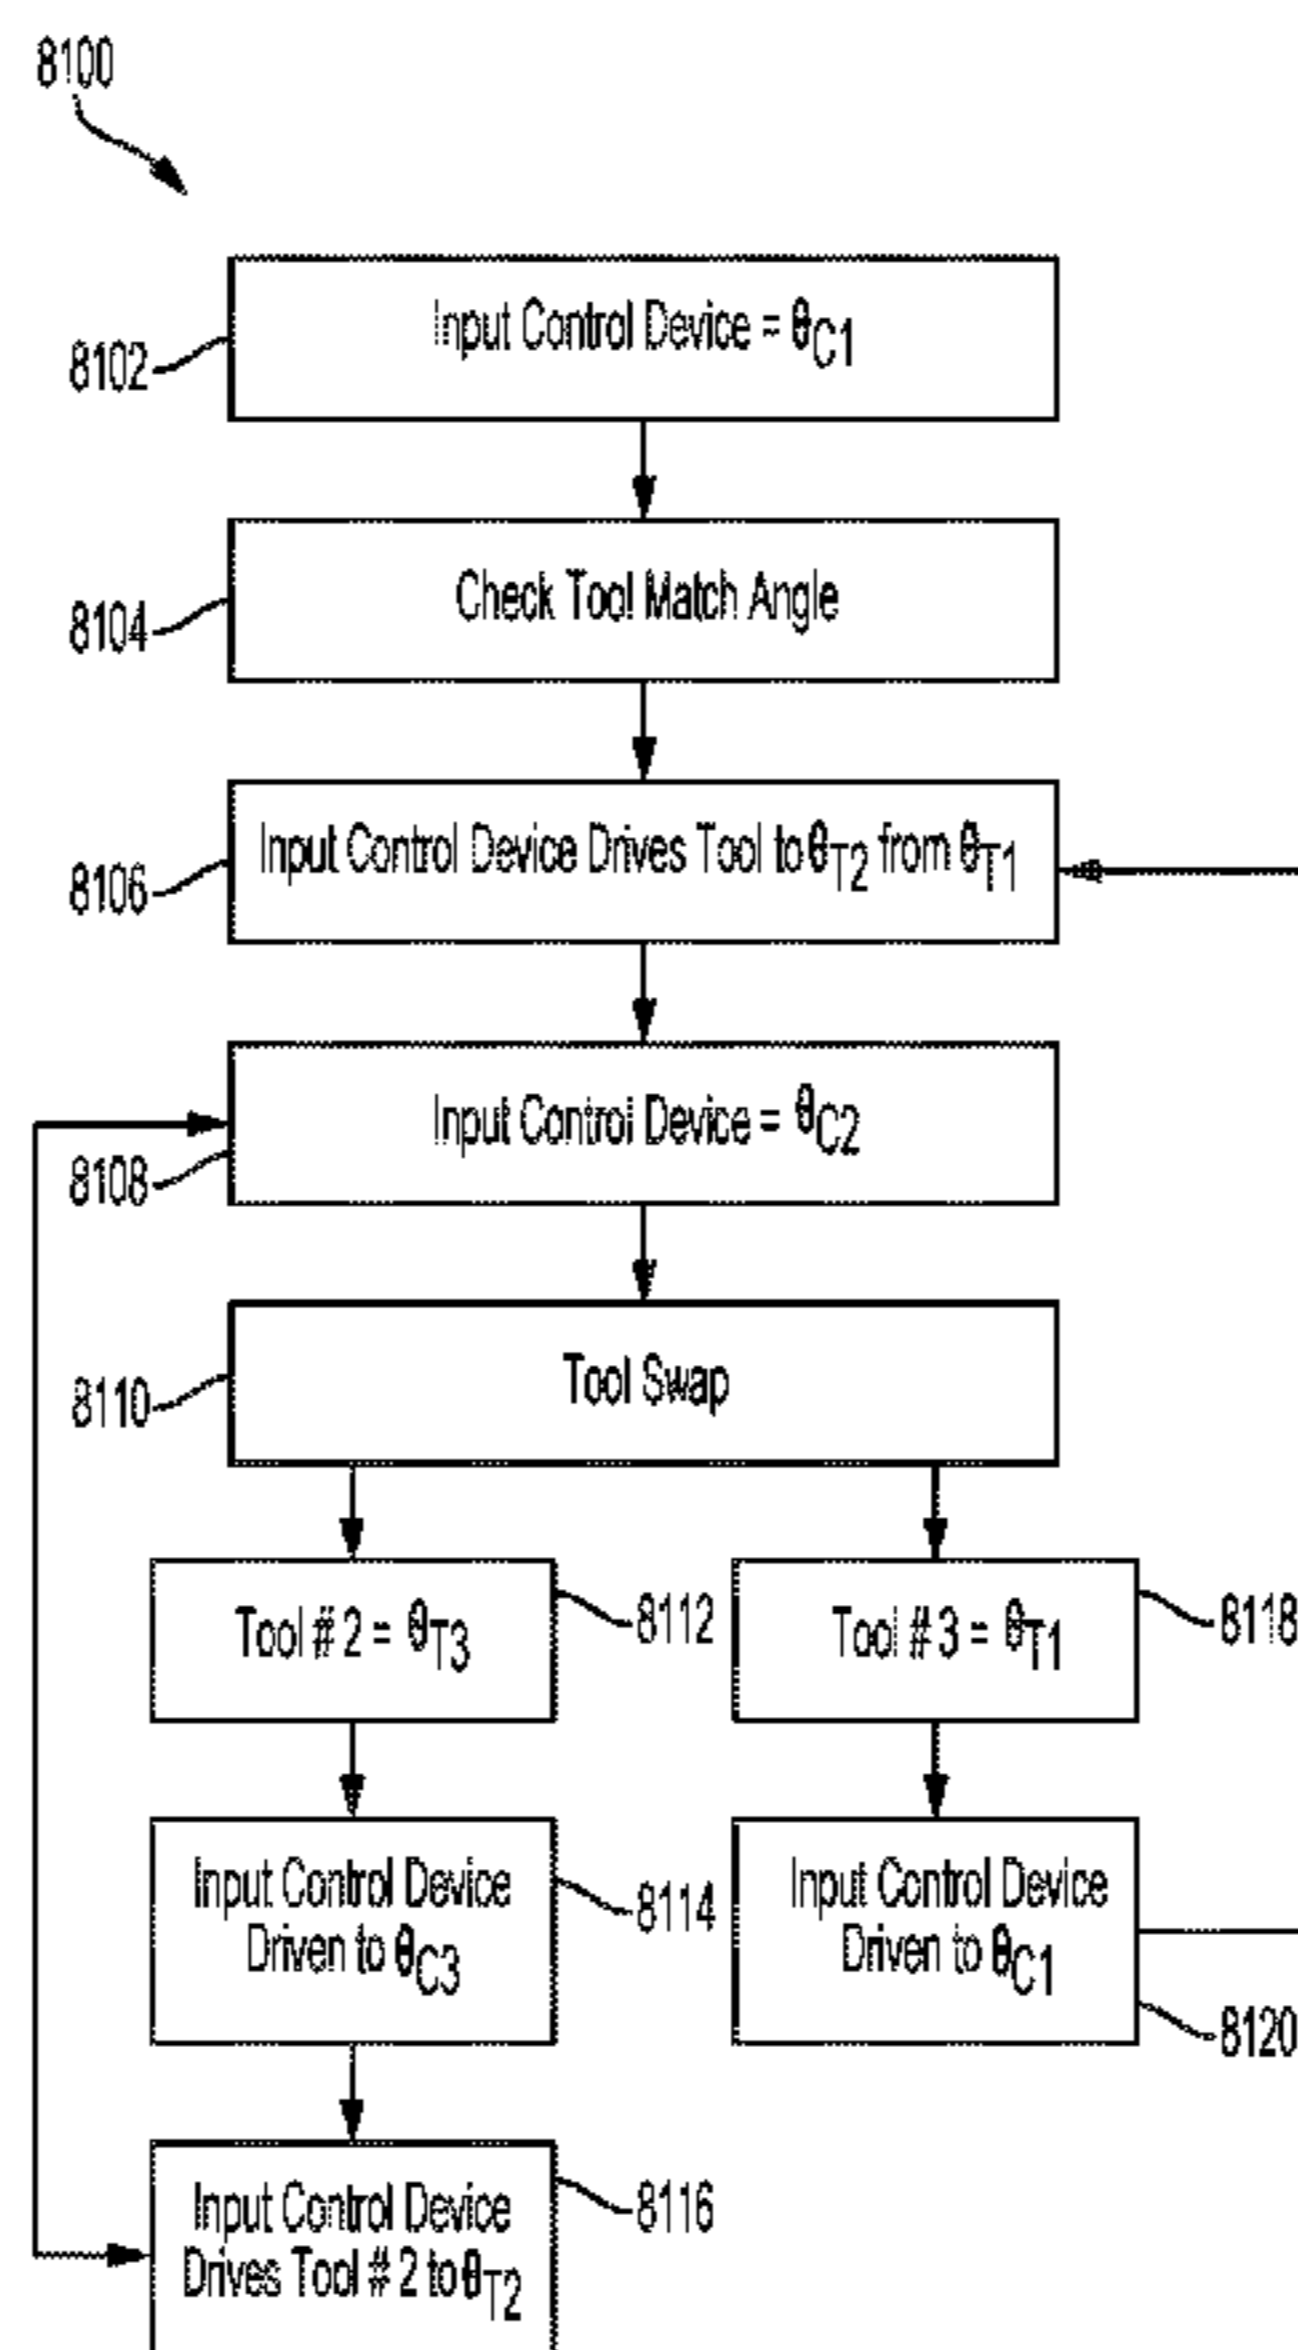 8100
Input Control Device = θC1
8102
Check Tool Match Angle
8104
Input Control Device Drives Tool to θT2 from θT1
8106
Input Control Device = θC2
8108
Tool Swap
8110
Tool # 2 = θT3
8112
Tool # 3 = θT1
8118
Input Control Device
Driven to θC3
8114
Input Control Device
Driven to θC1
8120
Input Control Device
Drives Tool # 2 to θT2
8116